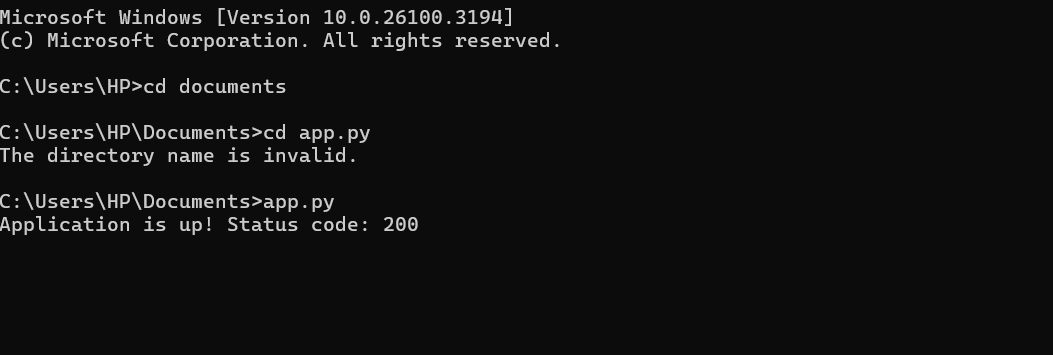 Microsoft Windows [Version 10.0.26100.3194]
(c) Microsoft Corporation. All rights reserved.
C:\Users\HP>cd documents
C:\Users\HP\Documents>cd app.py
The directory name is invalid.
C:\Users\HP\Documents>app.py
Application is up! Status code: 200